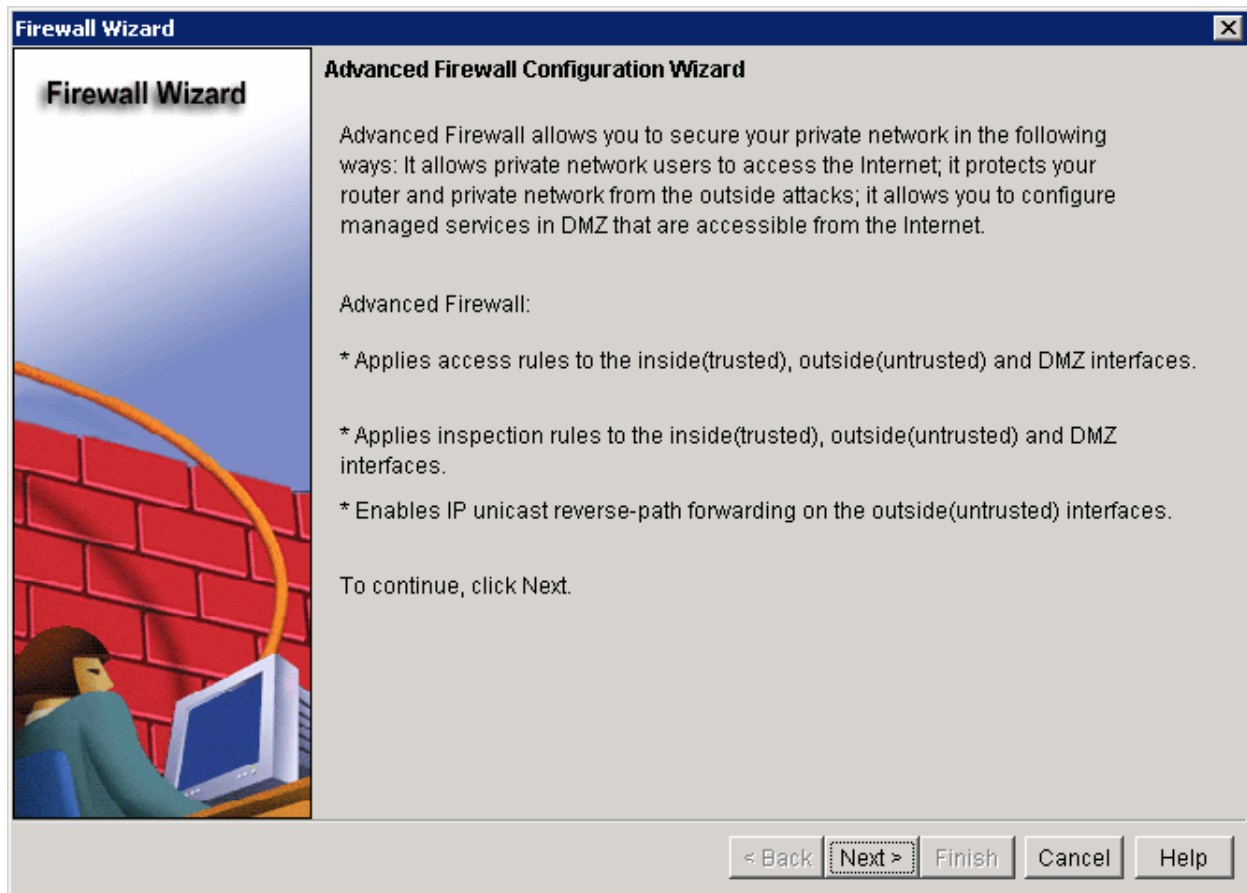 Firewall Wizard
Firewall Wizard
Advanced Firewall Configuration Wizard
Advanced Firewall allows you to secure your private network in the following
ways: It allows private network users to access the Internet; it protects your
router and private network from the outside attacks; it allows you to configure
managed services in DMZ that are accessible from the Internet.
Advanced Firewall:
* Applies access rules to the inside(trusted), outside(untrusted) and DMZ interfaces.
* Applies inspection rules to the inside(trusted), outside(untrusted) and DMZ
interfaces.
* Enables IP unicast reverse-path forwarding on the outside(untrusted) interfaces.
To continue, click Next.
< Back Next > Finish Cancel Help